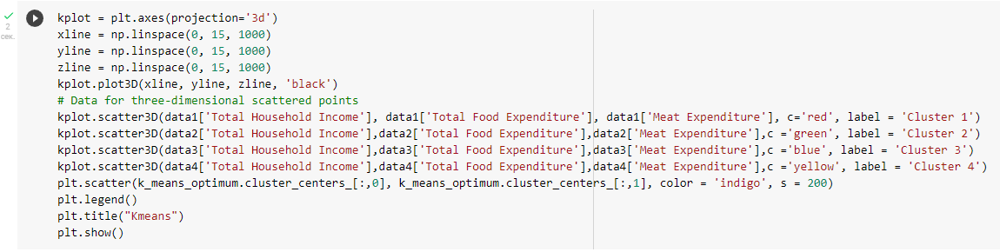 kplot = plt.axes(projection='3d')
2
сек.
xline = np.linspace(0, 15, 1000)
yline = np.linspace(0, 15, 1000)
zline = np.linspace(0, 15, 1000)
kplot.plot3D(xline, yline, zline, 'black')
# Data for three-dimensional scattered points
kplot.scatter3D(data1['Total Household Income'], data1['Total Food Expenditure'], data1['Meat Expenditure'], c='red', label = 'Cluster 1')
kplot.scatter3D(data2['Total Household Income'],data2['Total Food Expenditure'],data2['Meat Expenditure'],c ='green', label = 'Cluster 2')
kplot.scatter3D(data3['Total Household Income'],data3['Total Food Expenditure'],data3['Meat Expenditure'],c ='blue', label = 'Cluster 3')
kplot.scatter3D(data4['Total Household Income'],data4['Total Food Expenditure'],data4['Meat Expenditure'],c ='yellow', label = 'Cluster 4')
plt.scatter(k_means_optimum.cluster_centers_[:,0], k_means_optimum.cluster_centers_[:,1], color = 'indigo', s = 200)
plt.legend()
plt.title("Kmeans")
plt.show()